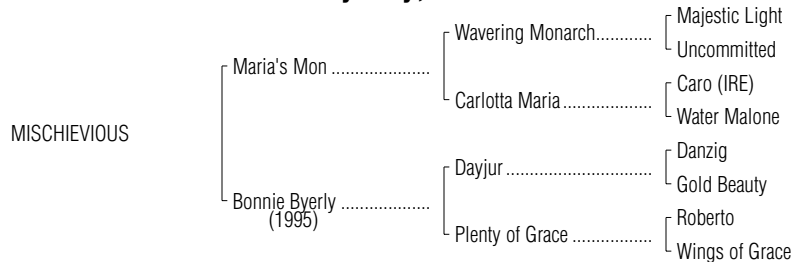 Majestic Light
Wavering Monarch............
Uncommitted
Maria's Mon ......................
Caro (IRE)
Carlotta Maria...................
Water Malone
MISCHIEVIOUS
Danzig
Dayjur ...............................
Gold Beauty
Bonnie Byerly ....................
(1995)
Roberto
Plenty of Grace .................
Wings of Grace